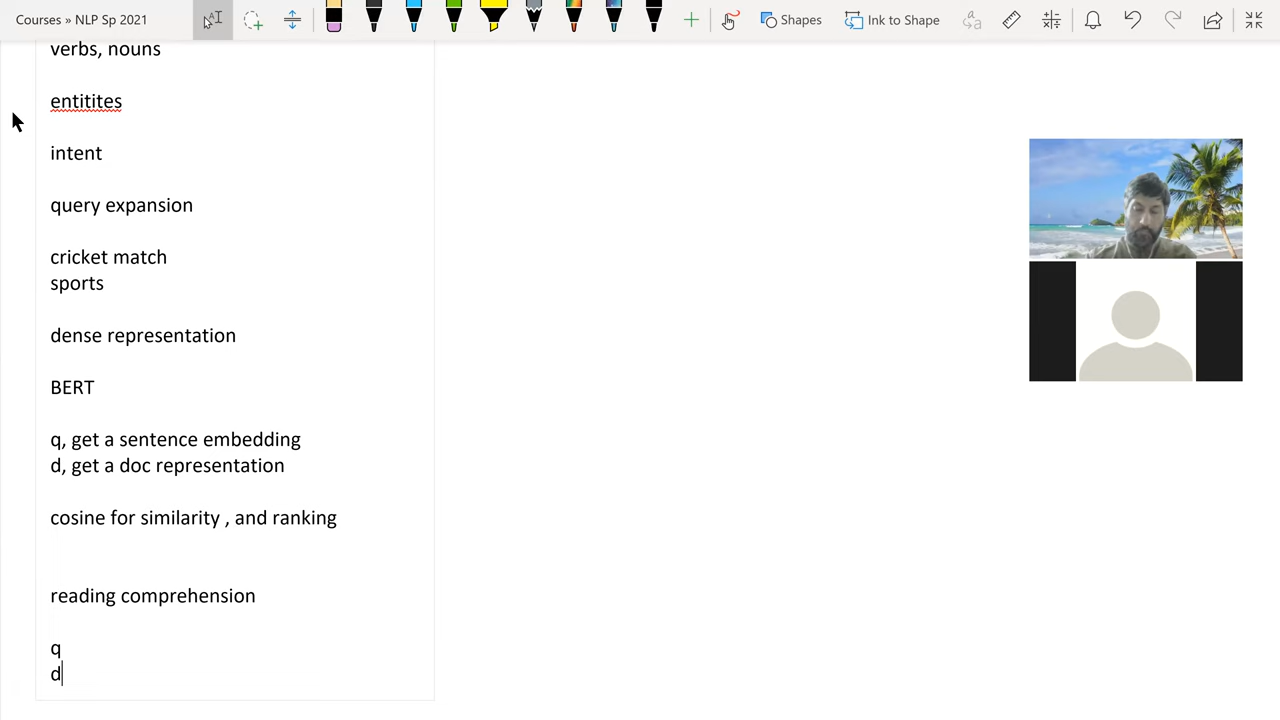 Courses » NLP Sp 2021
Shapes
Ink to Shape
verbs, nouns
entitites
intent
query expansion
cricket match
sports
dense representation
BERT
q, get a sentence embedding
d, get a doc representation
cosine for similarity , and ranking
reading comprehension
q
d